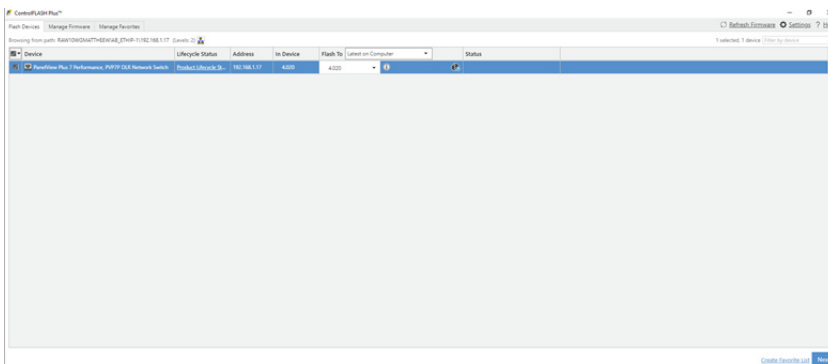 ControlFLASH Plus™
Flash Devices Manage Firmware Manage Favorites Refresh Firmware Settings ?
Browsing from path: \AB_ETHIP-1\192.168.1.17 (Levels: 2) 1 selected, 1 device Filter by device
Device Lifecycle Status Address In Device Flash To Latest on Computer Status
PanelView Plus 7 Performance, Network Switch Product Lifecycle St... 192.168.1.17 4.020 4.020
Create Favorite List